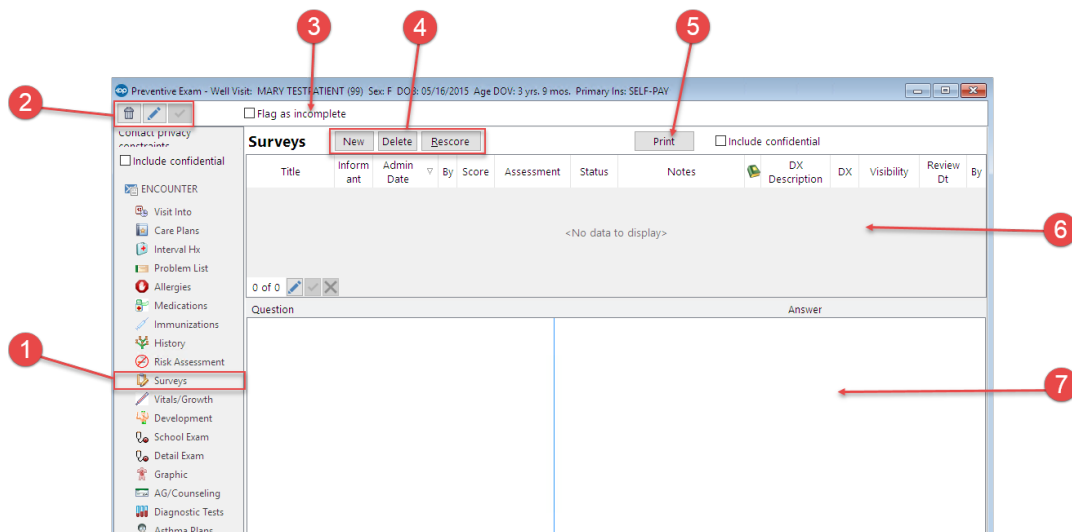 3
4
5
2
Preventive Exam - Well Visit: MARY TESTPATIENT (99) Sex: F DOB: 05/16/2015 Age DOV: 3 yrs. 9 mos. Primary Ins: SELF-PAY
Flag as incomplete
Contact privacy
constraints
Include confidential
Surveys
New
Delete
Rescore
Print
Include confidential
Title
Inform
ant
Admin
Date
By
Score
Assessment
Status
Notes
DX
Description
DX
Visibility
Review
Dt
By
<No data to display>
6
0 of 0
Question
Answer
ENCOUNTER
Visit Into
Care Plans
Interval Hx
Problem List
Allergies
Medications
Immunizations
History
1
Risk Assessment
Surveys
7
Vitals/Growth
Development
School Exam
Detail Exam
Graphic
AG/Counseling
Diagnostic Tests
Asthma Plans